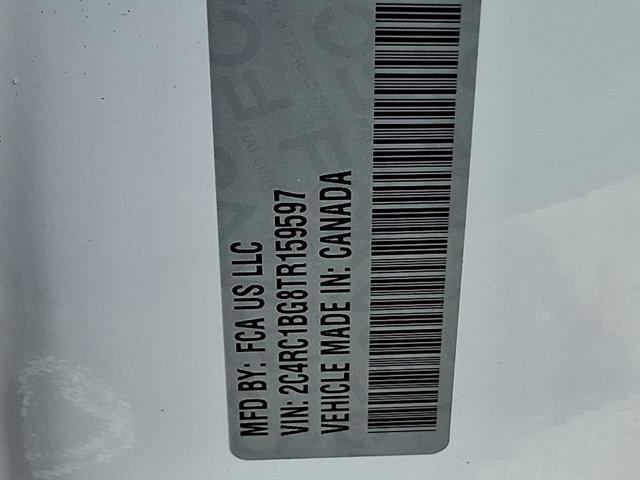 MFD BY: FCA US LLC
VIN: 2C4RC1BG8TR159597
VEHICLE MADE IN: CANADA